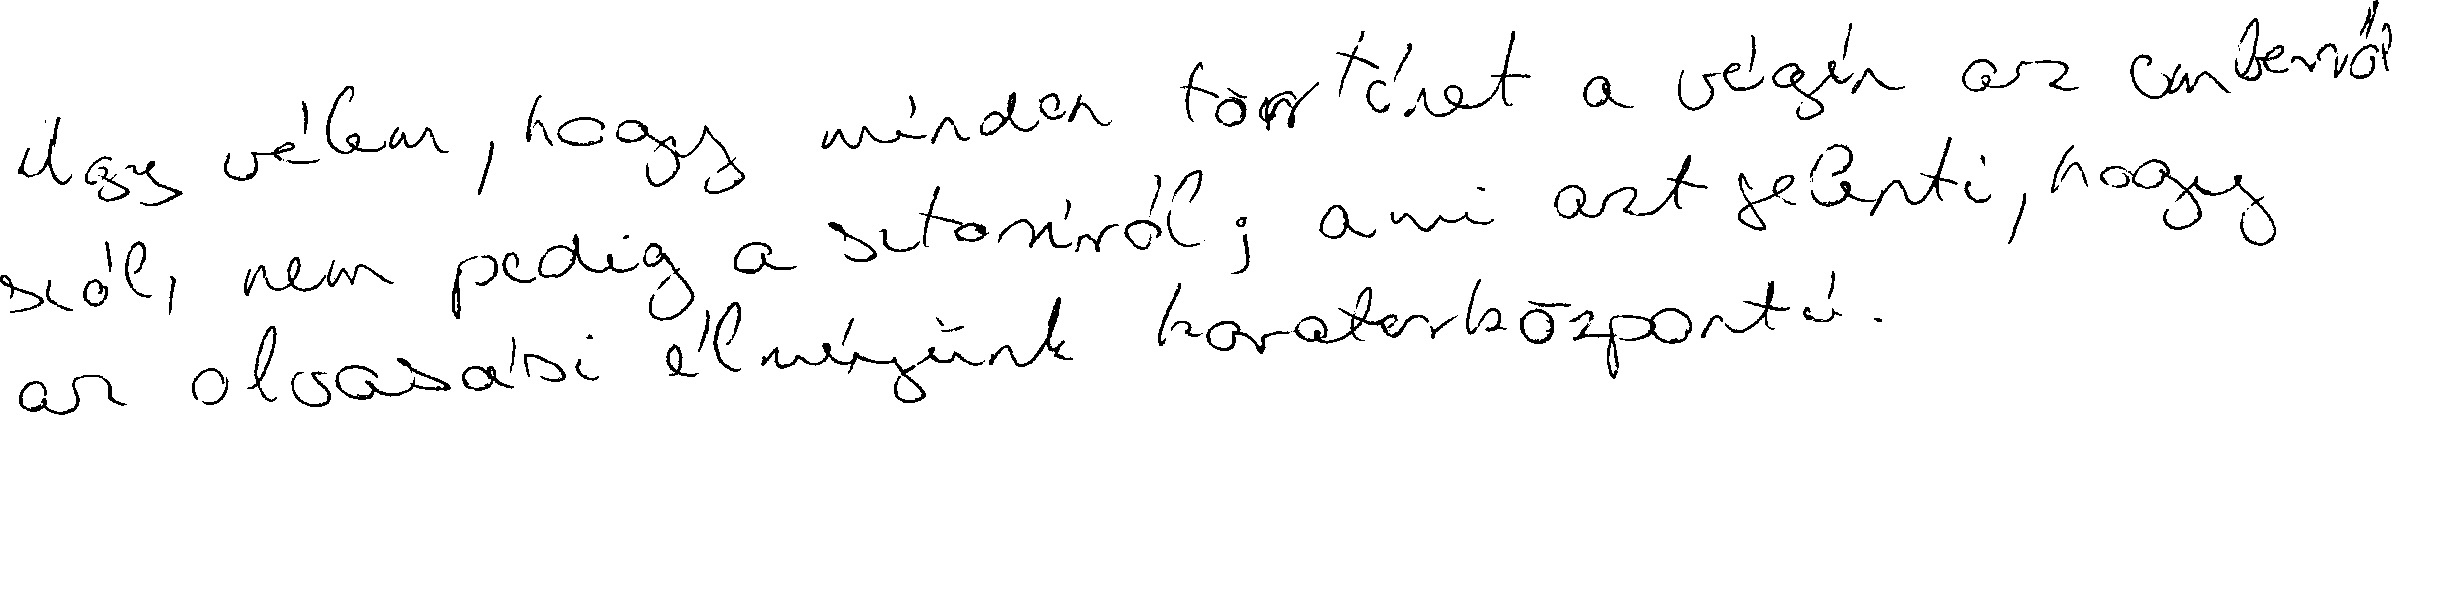 Úgy vélem, hogy minden történet a végén az emberről
szól, nem pedig a sztoriról; ami azt jelenti, hogy
az olvasási élményünk karaterközpontú.